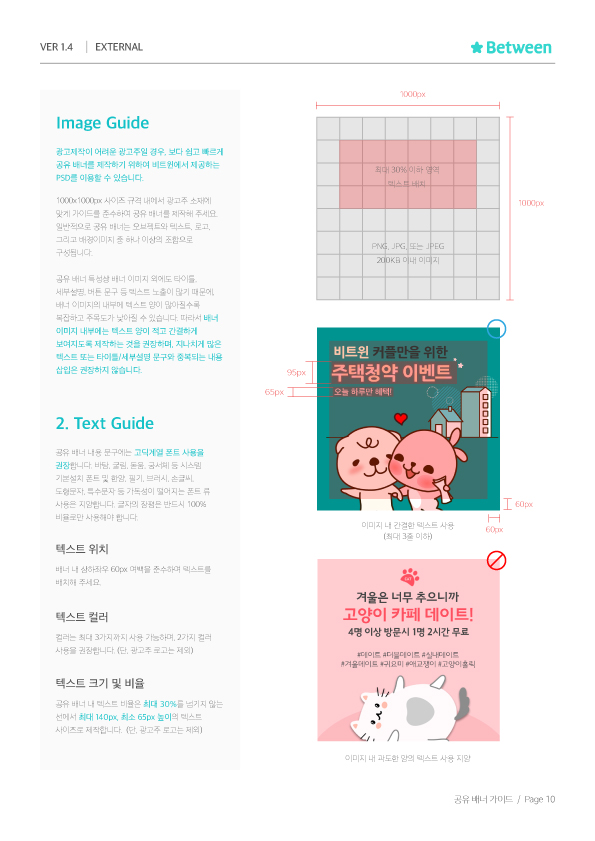 VER 1.4 | EXTERNAL
Between
Image Guide
광고제작이 어려운 광고주일 경우, 보다 쉽고 빠르게
공유 배너를 제작하기 위하여 비트윈에서 제공하는
PSD를 이용할 수 있습니다.
1000x1000px 사이즈 규격 내에서 광고주 소재에
맞게 가이드를 준수하여 공유 배너를 제작해 주세요.
일반적으로 공유 배너는 오브젝트와 텍스트, 로고,
그리고 배경이미지 중 하나 이상의 조합으로
구성됩니다.
공유 배너 특성상 배너 이미지 외에도 타이틀,
세부설명, 버튼 문구 등 텍스트 노출이 많기 때문에,
배너 이미지의 내부에 텍스트 양이 많아질수록
복잡하고 주목도가 낮아질 수 있습니다. 따라서 배너
이미지 내부에는 텍스트 양이 적고 간결하게
보여지도록 제작하는 것을 권장하며, 지나치게 많은
텍스트 또는 타이틀/세부설명 문구와 중복되는 내용
삽입은 권장하지 않습니다.
2. Text Guide
공유 배너 내용 문구에는 고딕계열 폰트 사용을
권장합니다. 바탕, 굴림, 돋움, 궁서체 등 시스템
기본설치 폰트 및 환양, 필기, 브러시, 손글씨,
도형문자, 특수문자 등 가독성이 떨어지는 폰트 류
사용은 지양합니다. 글자의 장평은 반드시 100%
비율로만 사용해야 합니다.
텍스트 위치
배너 내 상하좌우 60px 여백을 준수하며 텍스트를
배치해 주세요.
텍스트 컬러
컬러는 최대 3가지까지 사용 가능하며, 2가지 컬러
사용을 권장합니다. (단, 광고주 로고는 제외)
텍스트 크기 및 비율
공유 배너 내 텍스트 비율은 최대 30%를 넘기지 않는
선에서 최대 140px, 최소 65px 높이의 텍스트
사이즈로 제작합니다. (단, 광고주 로고는 제외)
1000px
최대 30% 이하 영역
텍스트 배치
1000px
PNG, JPG, 또는 JPEG
200KB 이내 이미지
비트윈 커플만을 위한
95px
주택청약 이벤트
65px
오늘 하루만 혜택!
60px
60px
이미지 내 간결한 텍스트 사용
(최대 3줄 이하)
CAT
겨울은 너무 추으니까
고양이 카페 데이트!
4명 이상 방문시 1명 2시간 무료
#데이트 #더블데이트 #실내데이트
#겨울데이트 #귀요미 #애교쟁이 #고양이홀릭
이미지 내 과도한 양의 텍스트 사용 지양
공유 배너 가이드 / Page 10